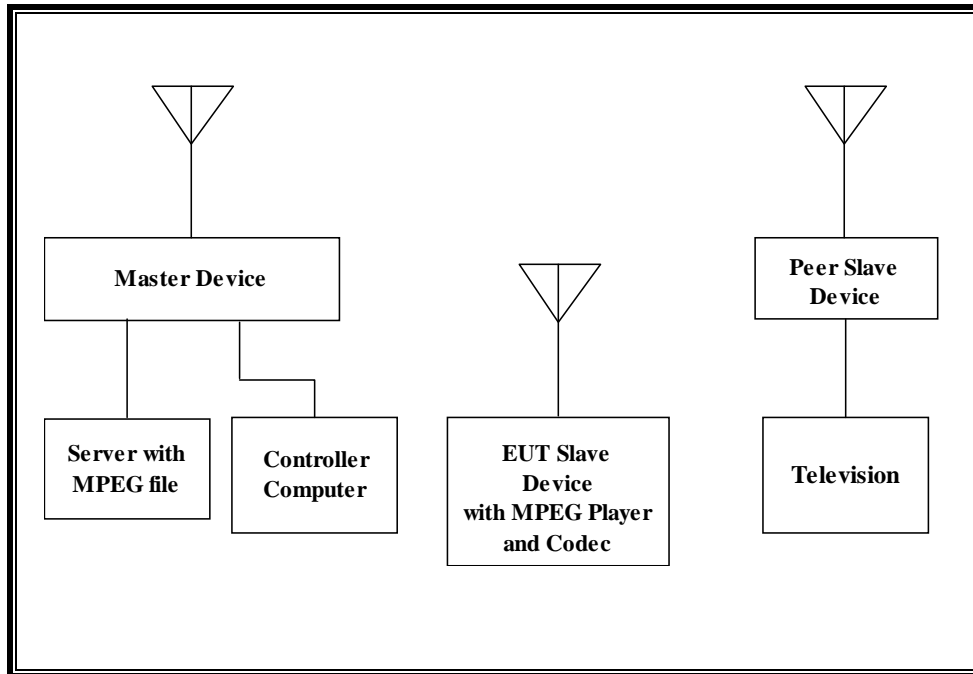 Master Device
Server with
MPEG file
Controller
Computer
EUT Slave
Device
with MPEG Player
and Codec
Peer Slave
Device
Television